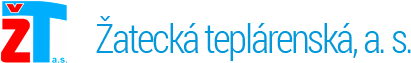 ŽT a.s.
Žatecká teplárenská, a. s.